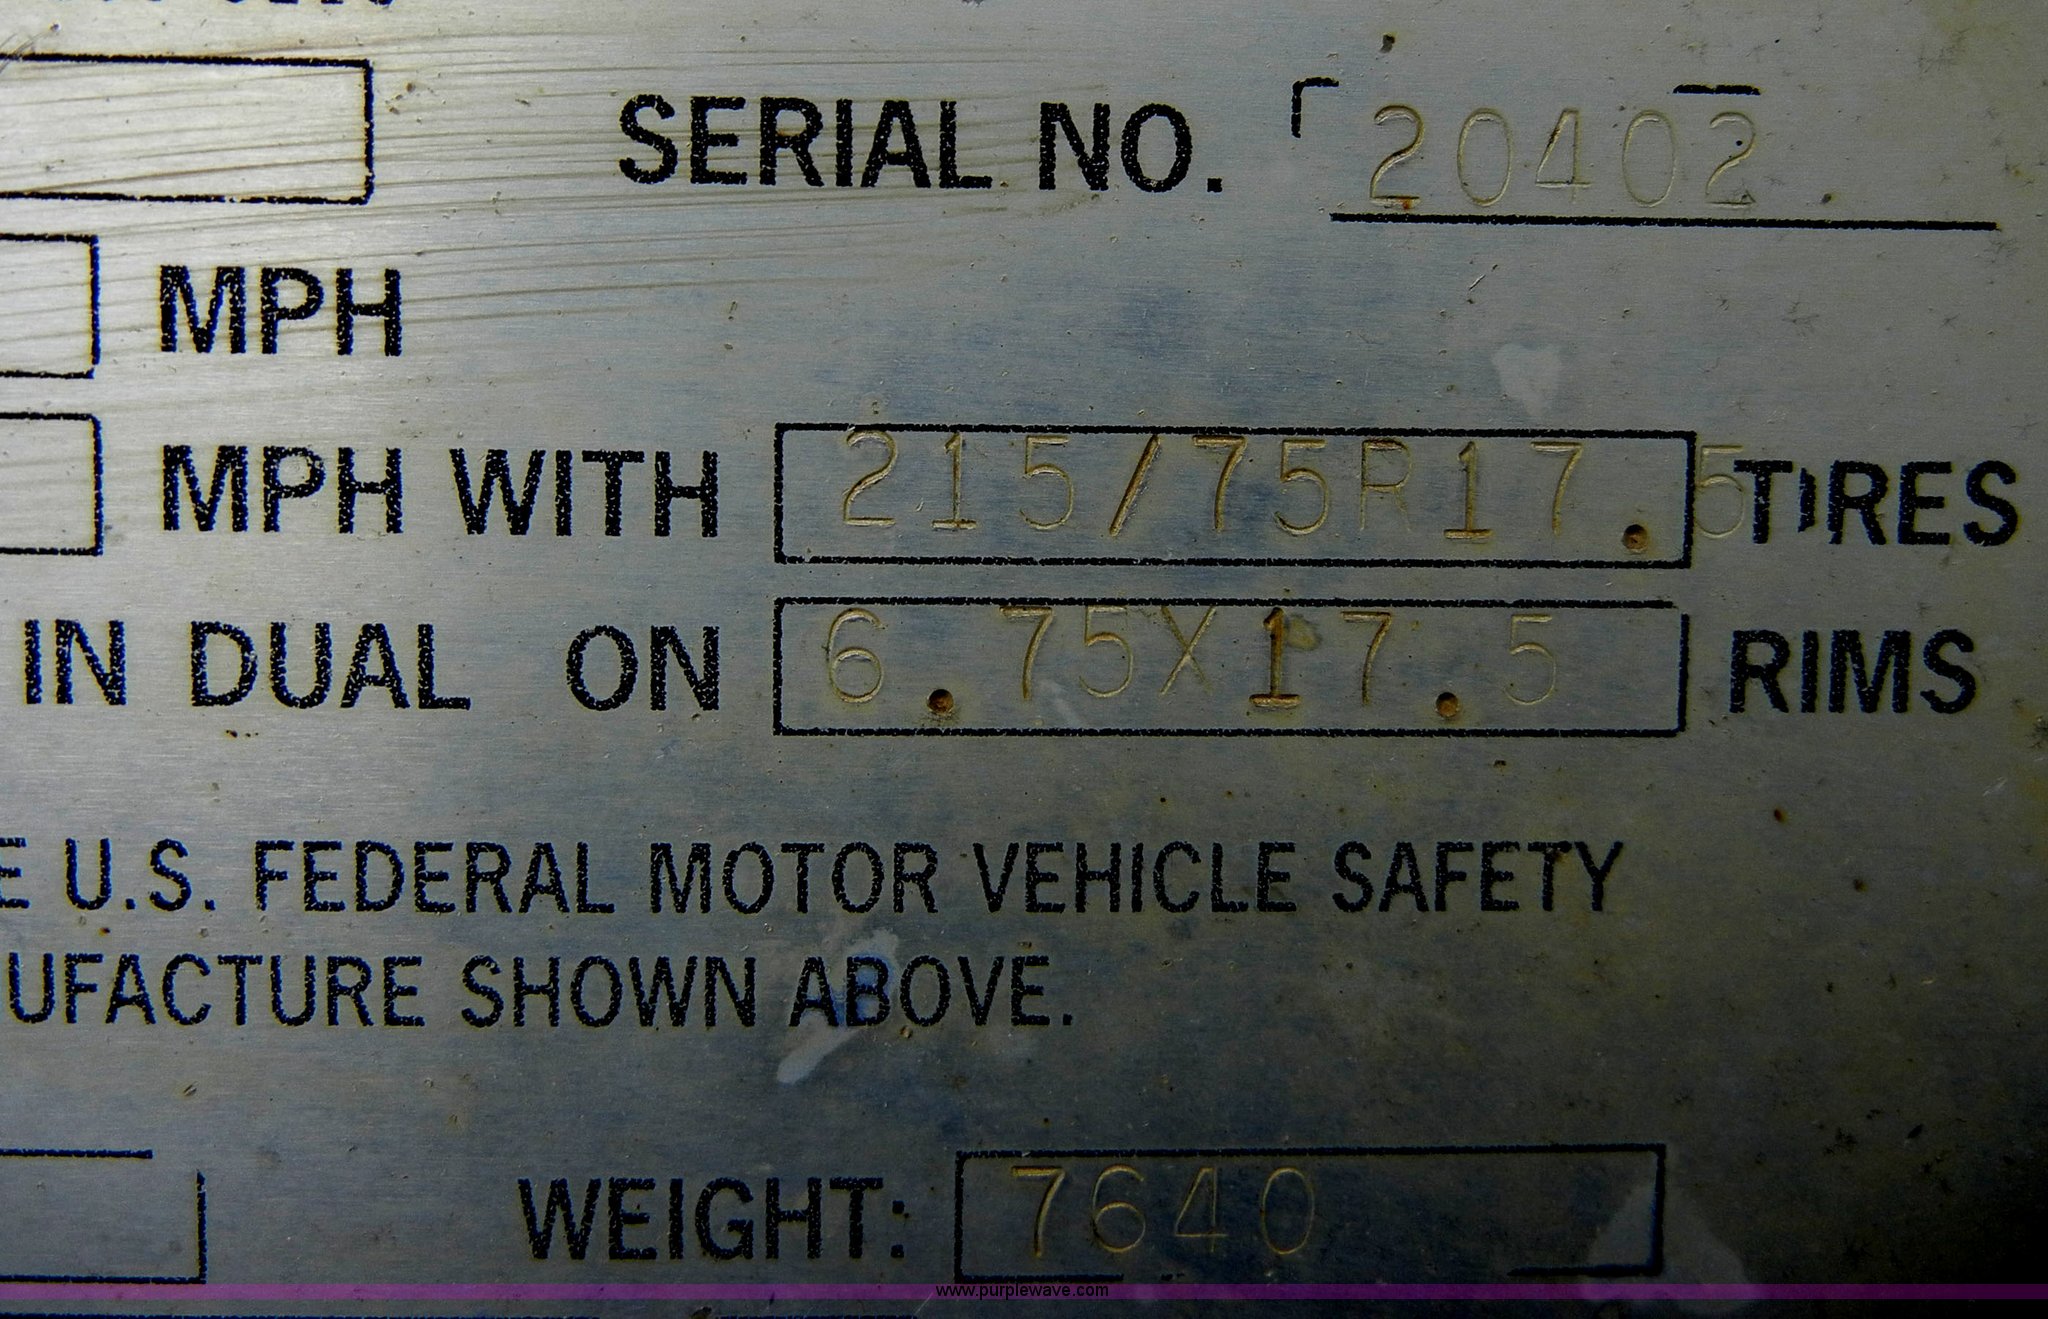 SERIAL NO. 20402
MPH
MPH WITH 215/75R17.5 TIRES
IN DUAL ON 6.75X17.5 RIMS
E U.S. FEDERAL MOTOR VEHICLE SAFETY
UFACTURE SHOWN ABOVE.
WEIGHT: 7640
www.purplewave.com